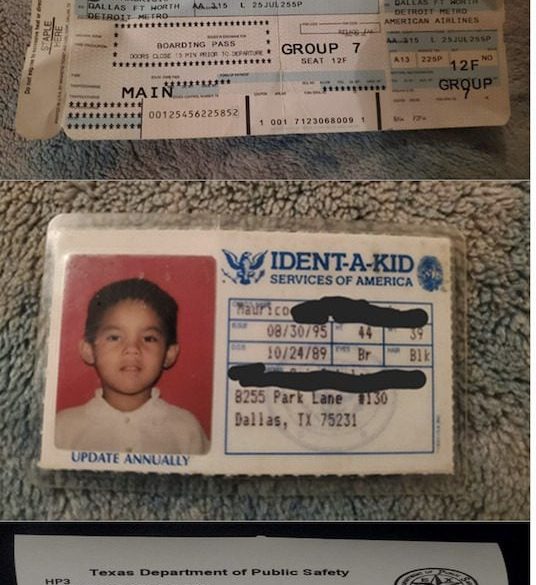 DALLAS FT WORTH AA 315 L 25JUL255P
DETROIT METRO
BOARDING PASS
DOORS CLOSE 15 MIN PRIOR TO DEPARTURE
GROUP 7
SEAT 12F
MAIN
00125456225852
1 001 7123068009 1
DALLAS FT WORTH
DETROIT METRO
AMERICAN AIRLINES
AA 315 L 25JUL255P
A13 225P 12F NO
GROUP
7
STAPLE
HERE
IDENT-A-KID
SERVICES OF AMERICA
Maurico
08/30/95 44 39
10/24/89 EYES Br HAIR Blk
8255 Park Lane #130
Dallas, TX 75231
UPDATE ANNUALLY
Texas Department of Public Safety
HP3